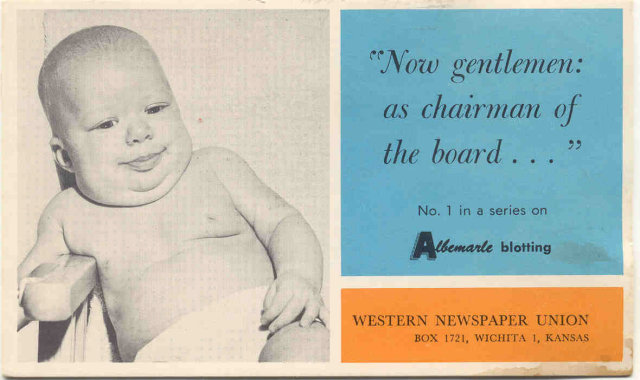 "Now gentlemen:
as chairman of
the board . . ."
No. 1 in a series on
Albemarle blotting
WESTERN NEWSPAPER UNION
BOX 1721, WICHITA 1, KANSAS